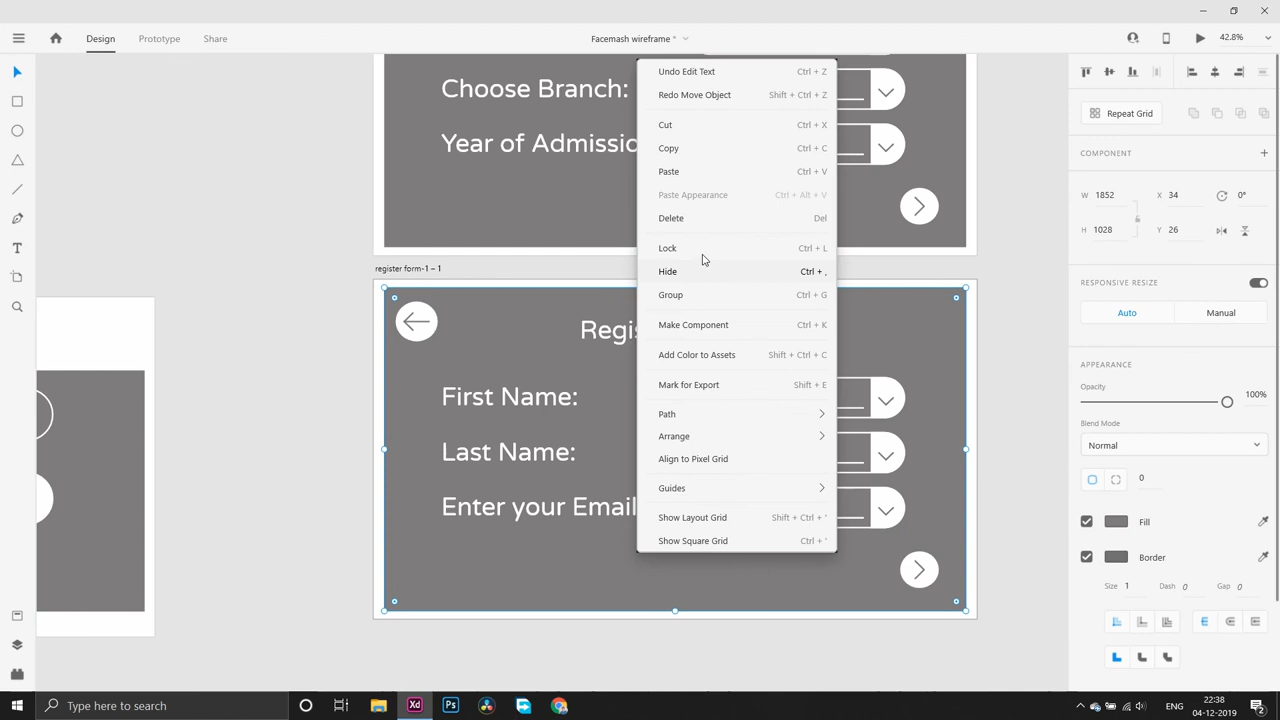 Design
Prototype
Share
Facemash wireframe *
42.8%
Choose Branch:
Year of Admissio
register form-1 – 1
Regis
First Name:
Last Name:
Enter your Email
Undo Edit Text Ctrl + Z
Redo Move Object Shift + Ctrl + Z
Cut Ctrl + X
Copy Ctrl + C
Paste Ctrl + V
Paste Appearance Ctrl + Alt + V
Delete Del
Lock Ctrl + L
Hide Ctrl + ,
Group Ctrl + G
Make Component Ctrl + K
Add Color to Assets Shift + Ctrl + C
Mark for Export Shift + E
Path
Arrange
Align to Pixel Grid
Guides
Show Layout Grid Shift + Ctrl + '
Show Square Grid Ctrl + '
Repeat Grid
COMPONENT
W 1852 X 34 0°
H 1028 Y 26
RESPONSIVE RESIZE
Auto Manual
APPEARANCE
Opacity
100%
Blend Mode
Normal
0
Fill
Border
Size 1 Dash 0 Gap 0
Type here to search
Xd
Ps
22:38
04-12-2019
2